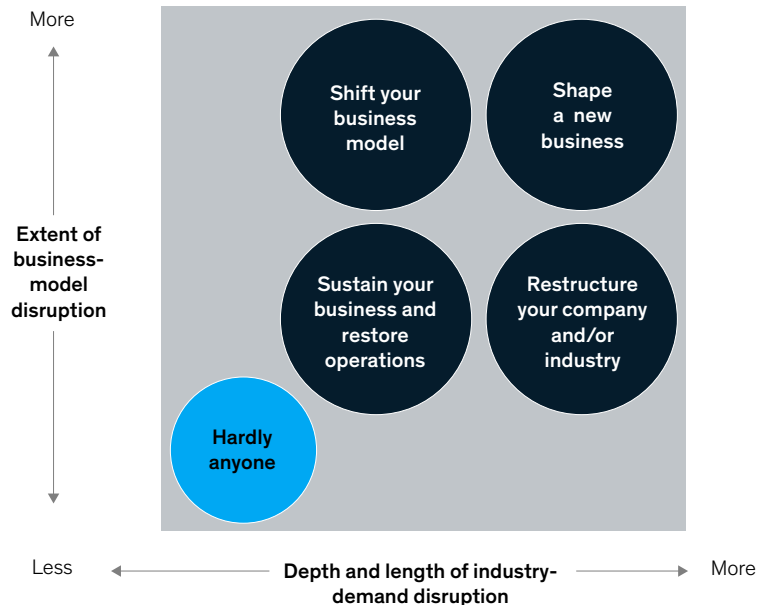 More
Shift your
business
model
Shape
a new
business
Extent of
business-
model
disruption
Sustain your
business and
restore
operations
Restructure
your company
and/or
industry
Hardly
anyone
Less
Depth and length of industry-
demand disruption
More